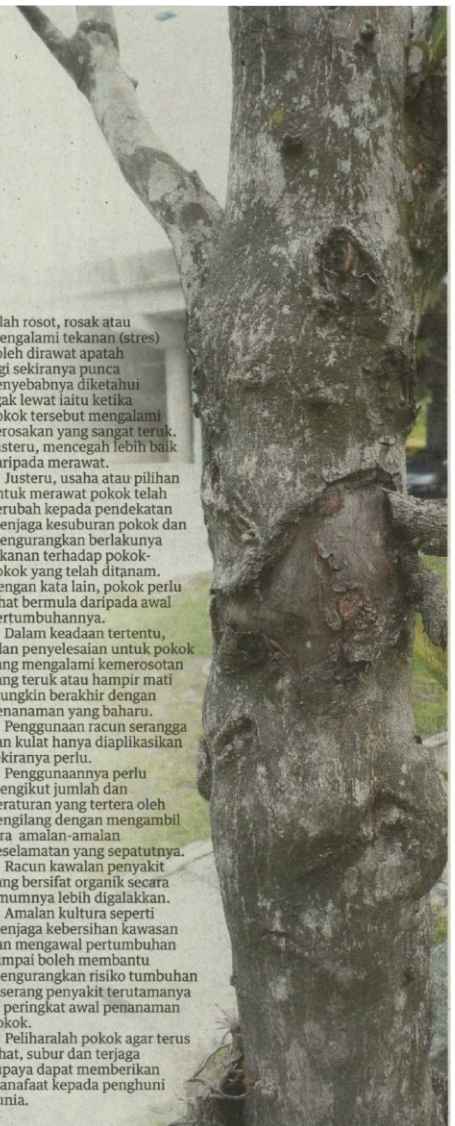 lah rosot, rosak atau
engalami tekanan (stres)
oleh dirawat apatah
gi sekiranya punca
enyebabnya diketahui
gak lewat iaitu ketika
okok tersebut mengalami
erosakan yang sangat teruk.
usteru, mencegah lebih baik
aripada merawat.
Justeru, usaha atau pilihan
ntuk merawat pokok telah
erubah kepada pendekatan
enjaga kesuburan pokok dan
engurangkan berlakunya
kanan terhadap pokok-
okok yang telah ditanam.
engan kata lain, pokok perlu
hat bermula daripada awal
ertumbuhannya.
Dalam keadaan tertentu,
lan penyelesaian untuk pokok
ang mengalami kemerosotan
ang teruk atau hampir mati
ungkin berakhir dengan
enanaman yang baharu.
Penggunaan racun serangga
an kulat hanya diaplikasikan
ekiranya perlu.
Penggunaannya perlu
engikut jumlah dan
eraturan yang tertera oleh
engilang dengan mengambil
ra amalan-amalan
eselamatan yang sepatutnya.
Racun kawalan penyakit
ang bersifat organik secara
mumnya lebih digalakkan.
Amalan kultura seperti
enjaga kebersihan kawasan
an mengawal pertumbuhan
umpai boleh membantu
engurangkan risiko tumbuhan
serang penyakit terutamanya
peringkat awal penanaman
okok.
Peliharalah pokok agar terus
hat, subur dan terjaga
upaya dapat memberikan
anafaat kepada penghuni
unia.